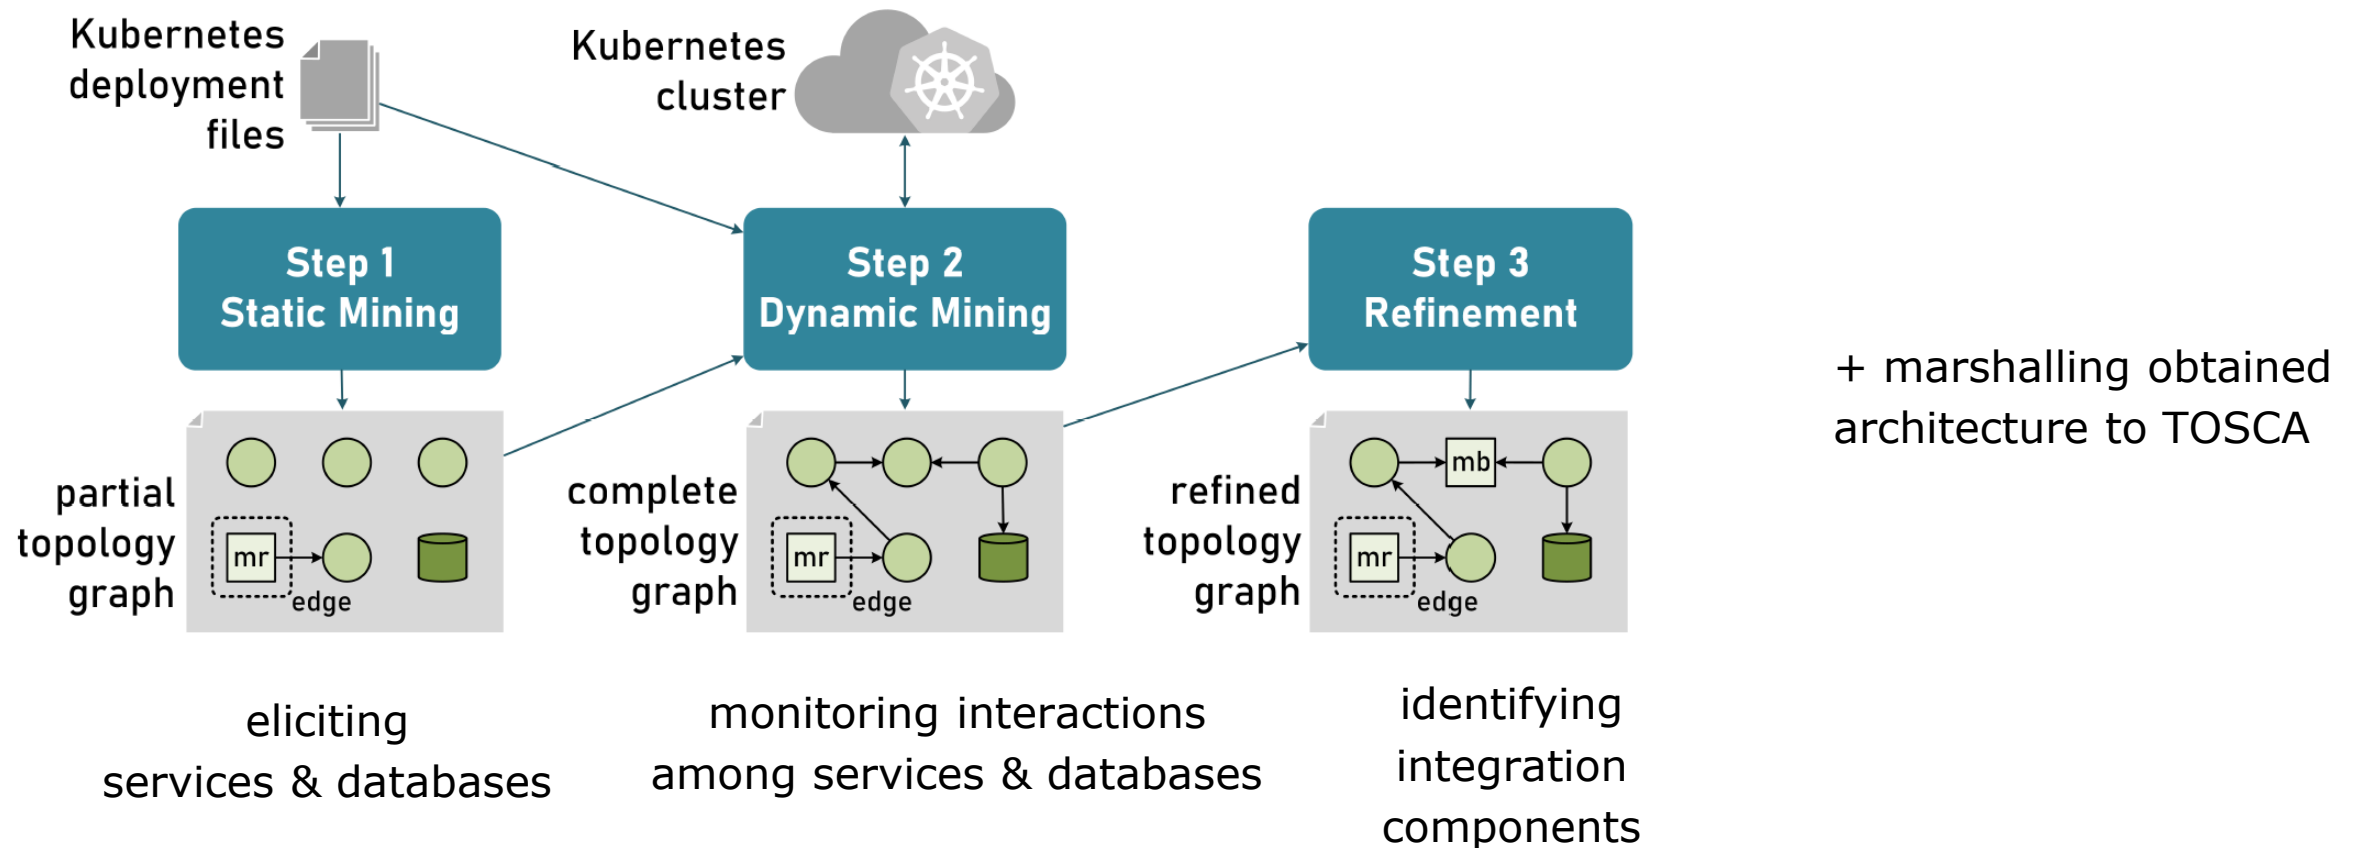 Kubernetes
deployment
files
Kubernetes
cluster
Step 1
Static Mining
Step 2
Dynamic Mining
Step 3
Refinement
+ marshalling obtained
architecture to TOSCA
partial
topology
graph
mr
edge
complete
topology
graph
mr
edge
refined
topology
graph
mb
mr
edge
eliciting
services & databases
monitoring interactions
among services & databases
identifying
integration
components